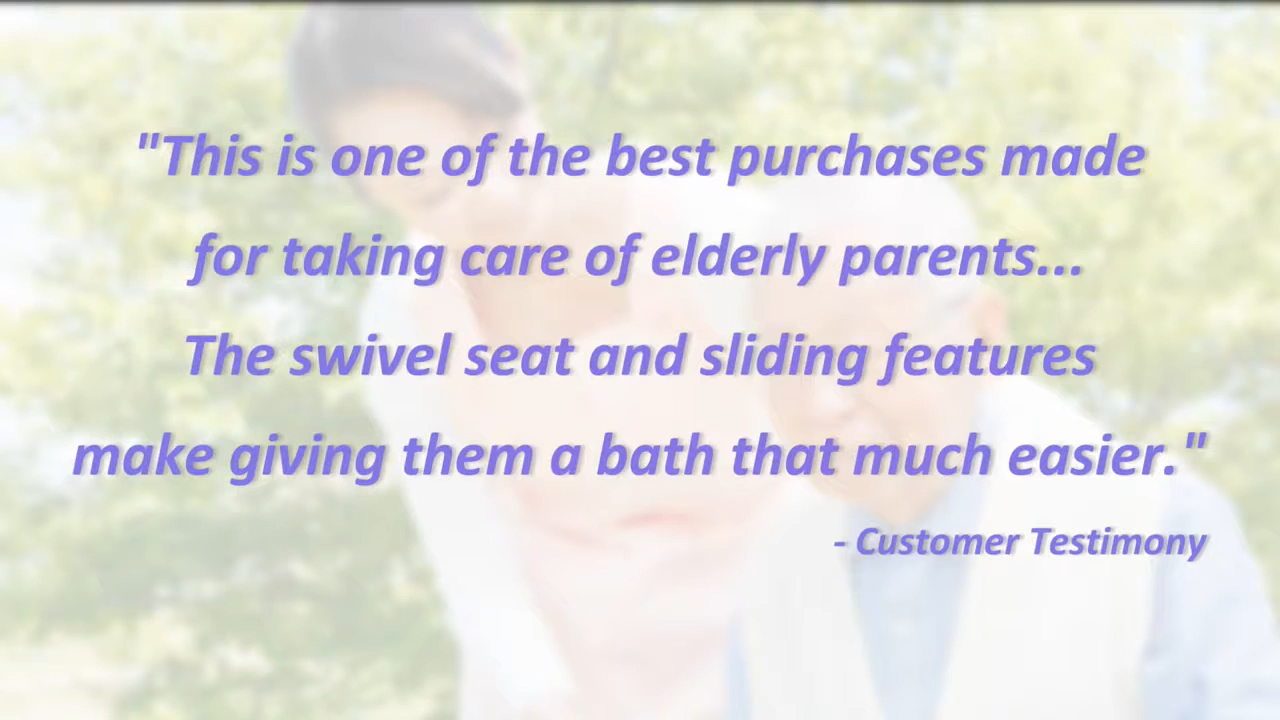 "This is one of the best purchases made
for taking care of elderly parents...
The swivel seat and sliding features
make giving them a bath that much easier."
- Customer Testimony